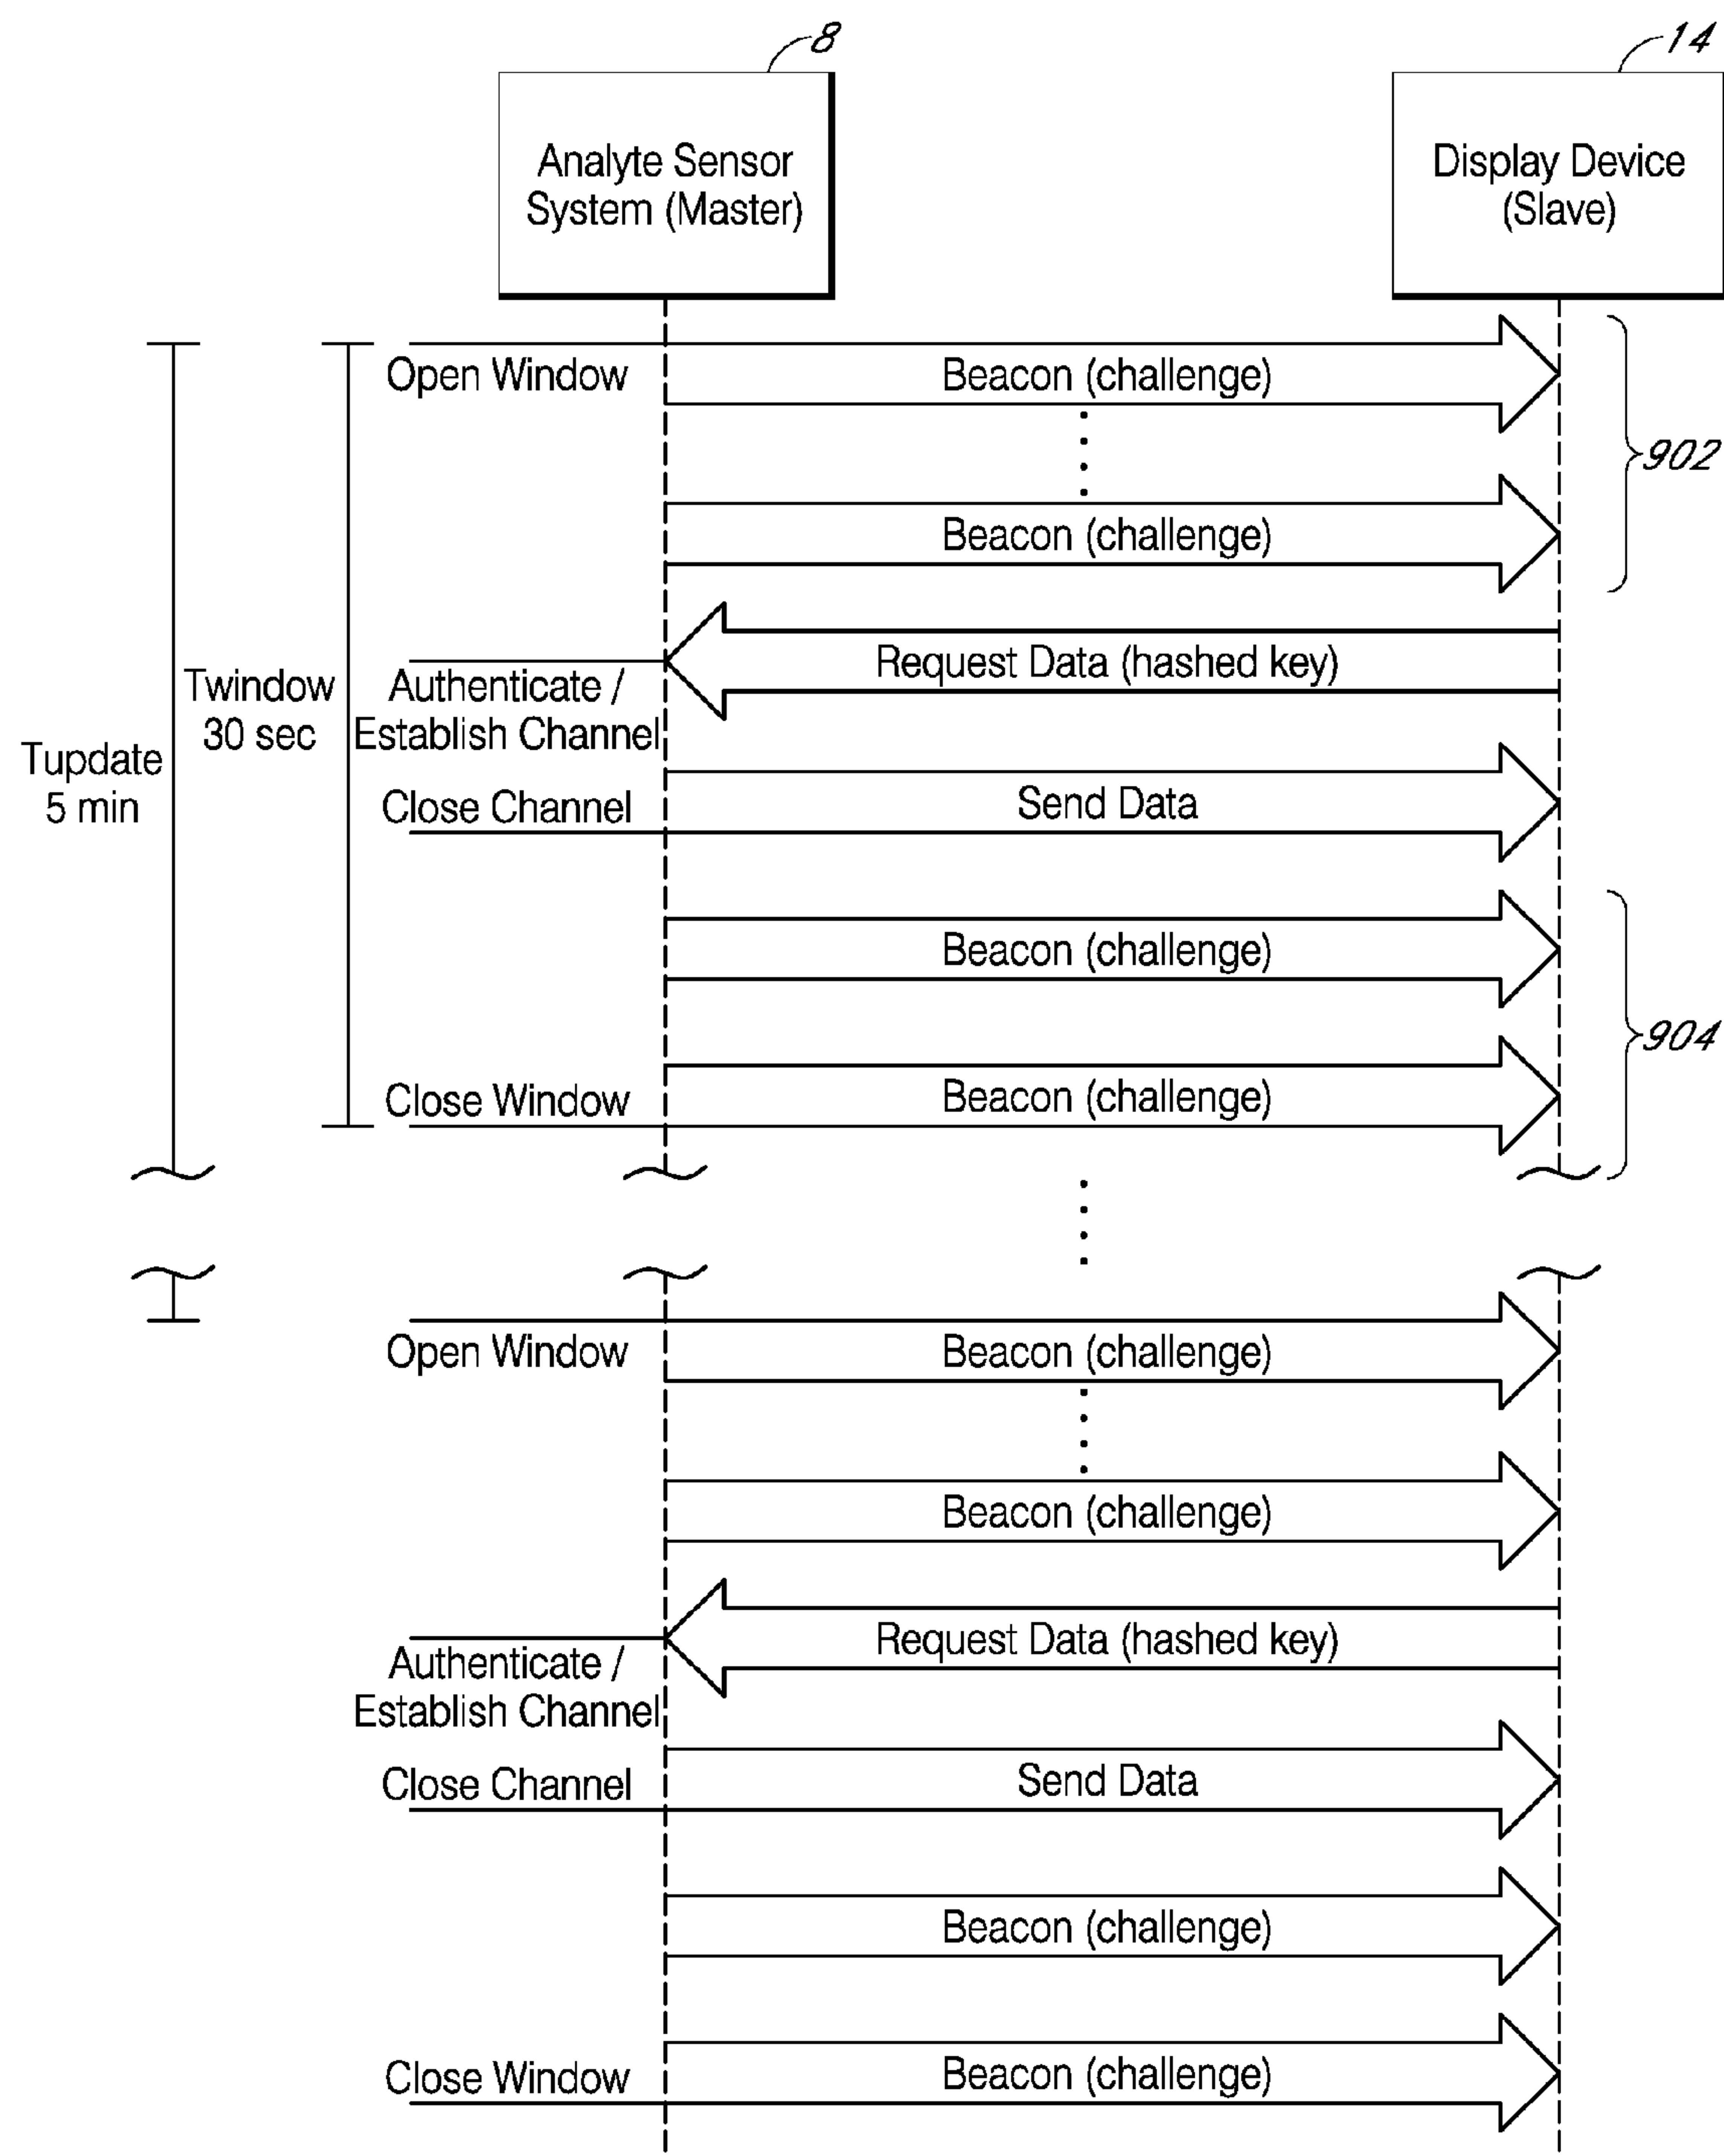 8
14
Analyte Sensor
System (Master)
Display Device
(Slave)
Open Window
Beacon (challenge)
902
Beacon (challenge)
Request Data (hashed key)
Authenticate /
Establish Channel
Twindow
30 sec
Tupdate
5 min
Close Channel
Send Data
Beacon (challenge)
904
Close Window
Beacon (challenge)
Open Window
Beacon (challenge)
Beacon (challenge)
Request Data (hashed key)
Authenticate /
Establish Channel
Close Channel
Send Data
Beacon (challenge)
Close Window
Beacon (challenge)